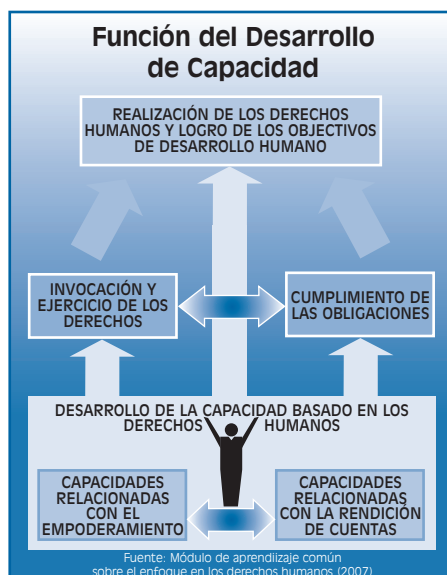 Función del Desarrollo
de Capacidad
REALIZACIÓN DE LOS DERECHOS
HUMANOS Y LOGRO DE LOS OBJECTIVOS
DE DESARROLLO HUMANO
INVOCACIÓN Y
EJERCICIO DE LOS
DERECHOS
CUMPLIMIENTO DE
LAS OBLIGACIONES
DESARROLLO DE LA CAPACIDAD BASADO EN LOS
DERECHOS HUMANOS
CAPACIDADES
RELACIONADAS
CON EL
EMPODERAMIENTO
CAPACIDADES
RELACIONADAS
CON LA RENDICIÓN
DE CUENTAS
Fuente: Módulo de aprendiizaje común
sobre el enfoque en los derechos humanos (2007)